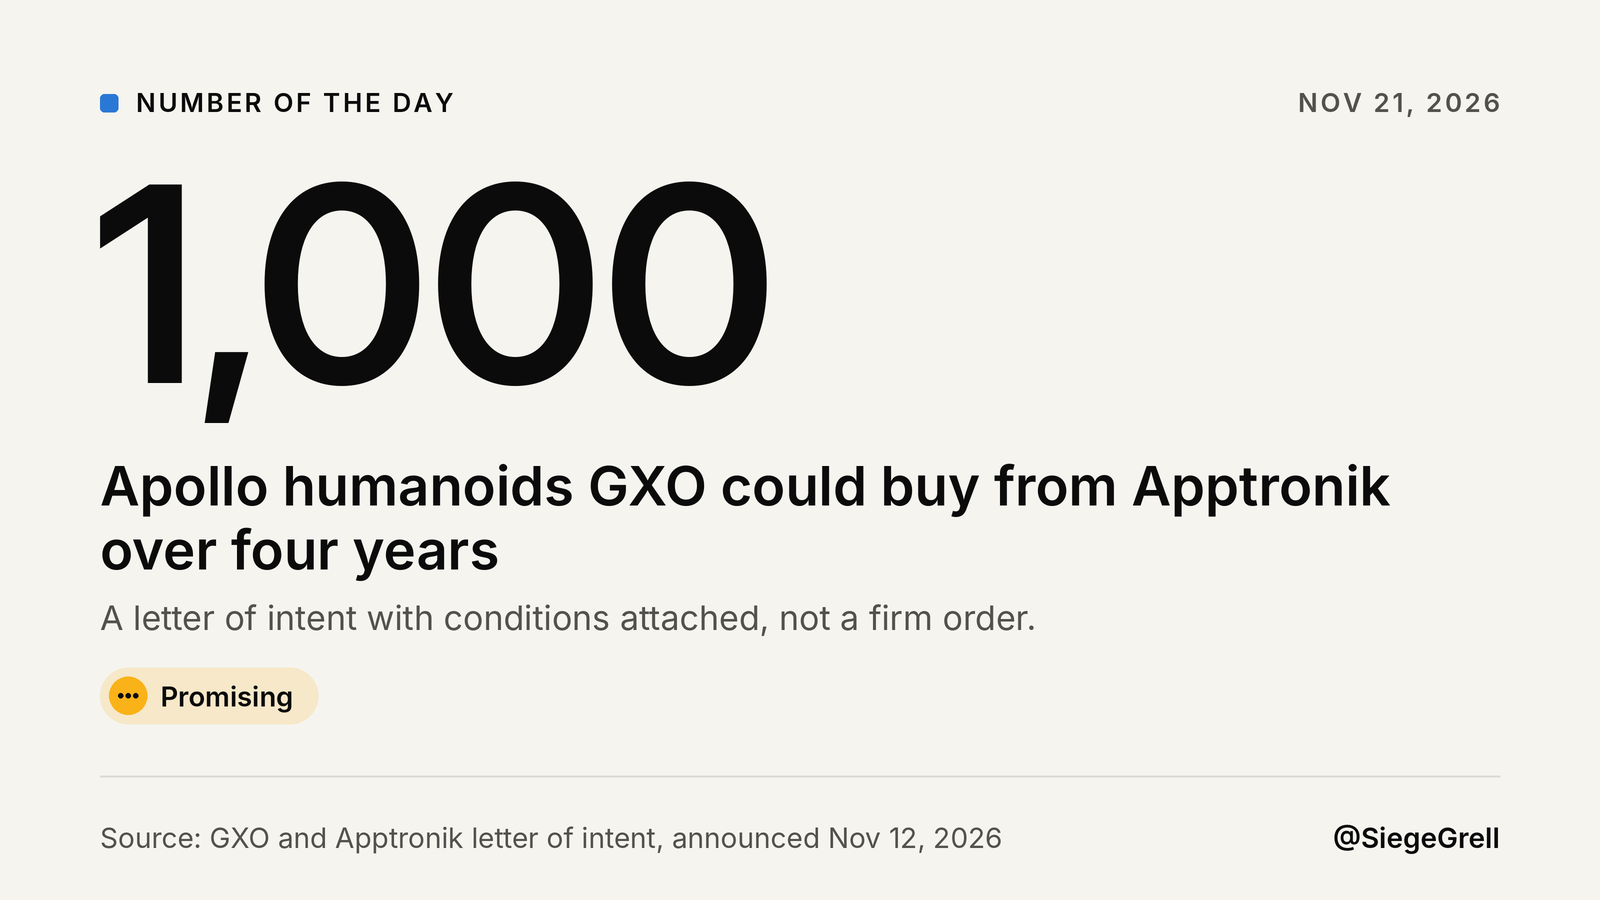 NUMBER OF THE DAY
NOV 21, 2026
1,000
Apollo humanoids GXO could buy from Apptronik
over four years
A letter of intent with conditions attached, not a firm order.
Promising
Source: GXO and Apptronik letter of intent, announced Nov 12, 2026
@SiegeGrell